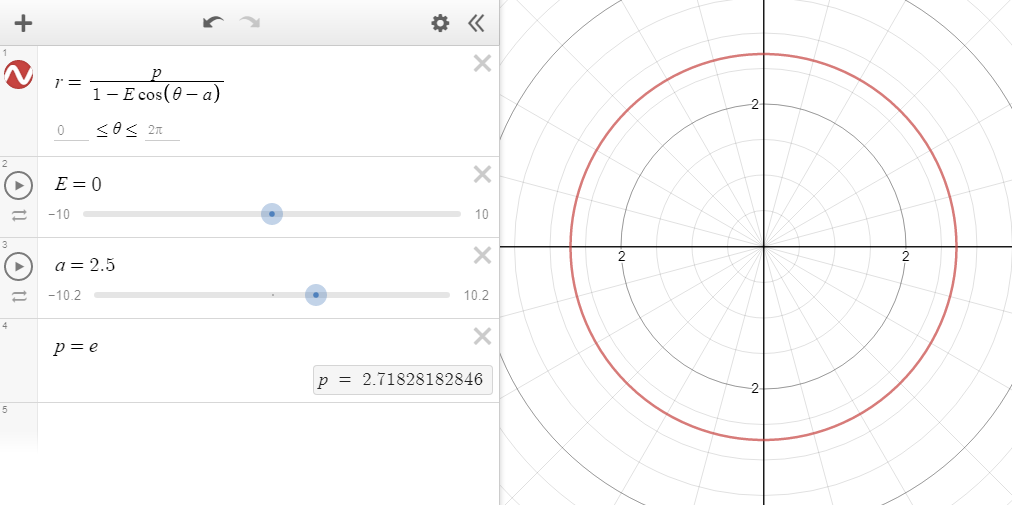 1
r = p / (1 − E cos(θ − a))
0 ≤ θ ≤ 2π
2
E = 0
−10 10
3
a = 2.5
−10.2 10.2
4
p = e
p = 2.71828182846
5
2
2 2
2